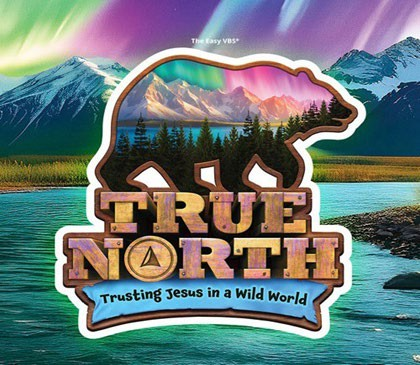 The Easy VBS®
TRUE
NORTH
Trusting Jesus in a Wild World